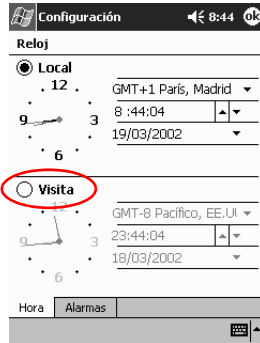 Configuración 8:44 ok
Reloj
Local
12
9 3
6
GMT+1 París, Madrid
8 :44:04
19/03/2002
Visita
12
9 3
6
GMT-8 Pacífico, EE.UU
23:44:04
18/03/2002
Hora Alarmas